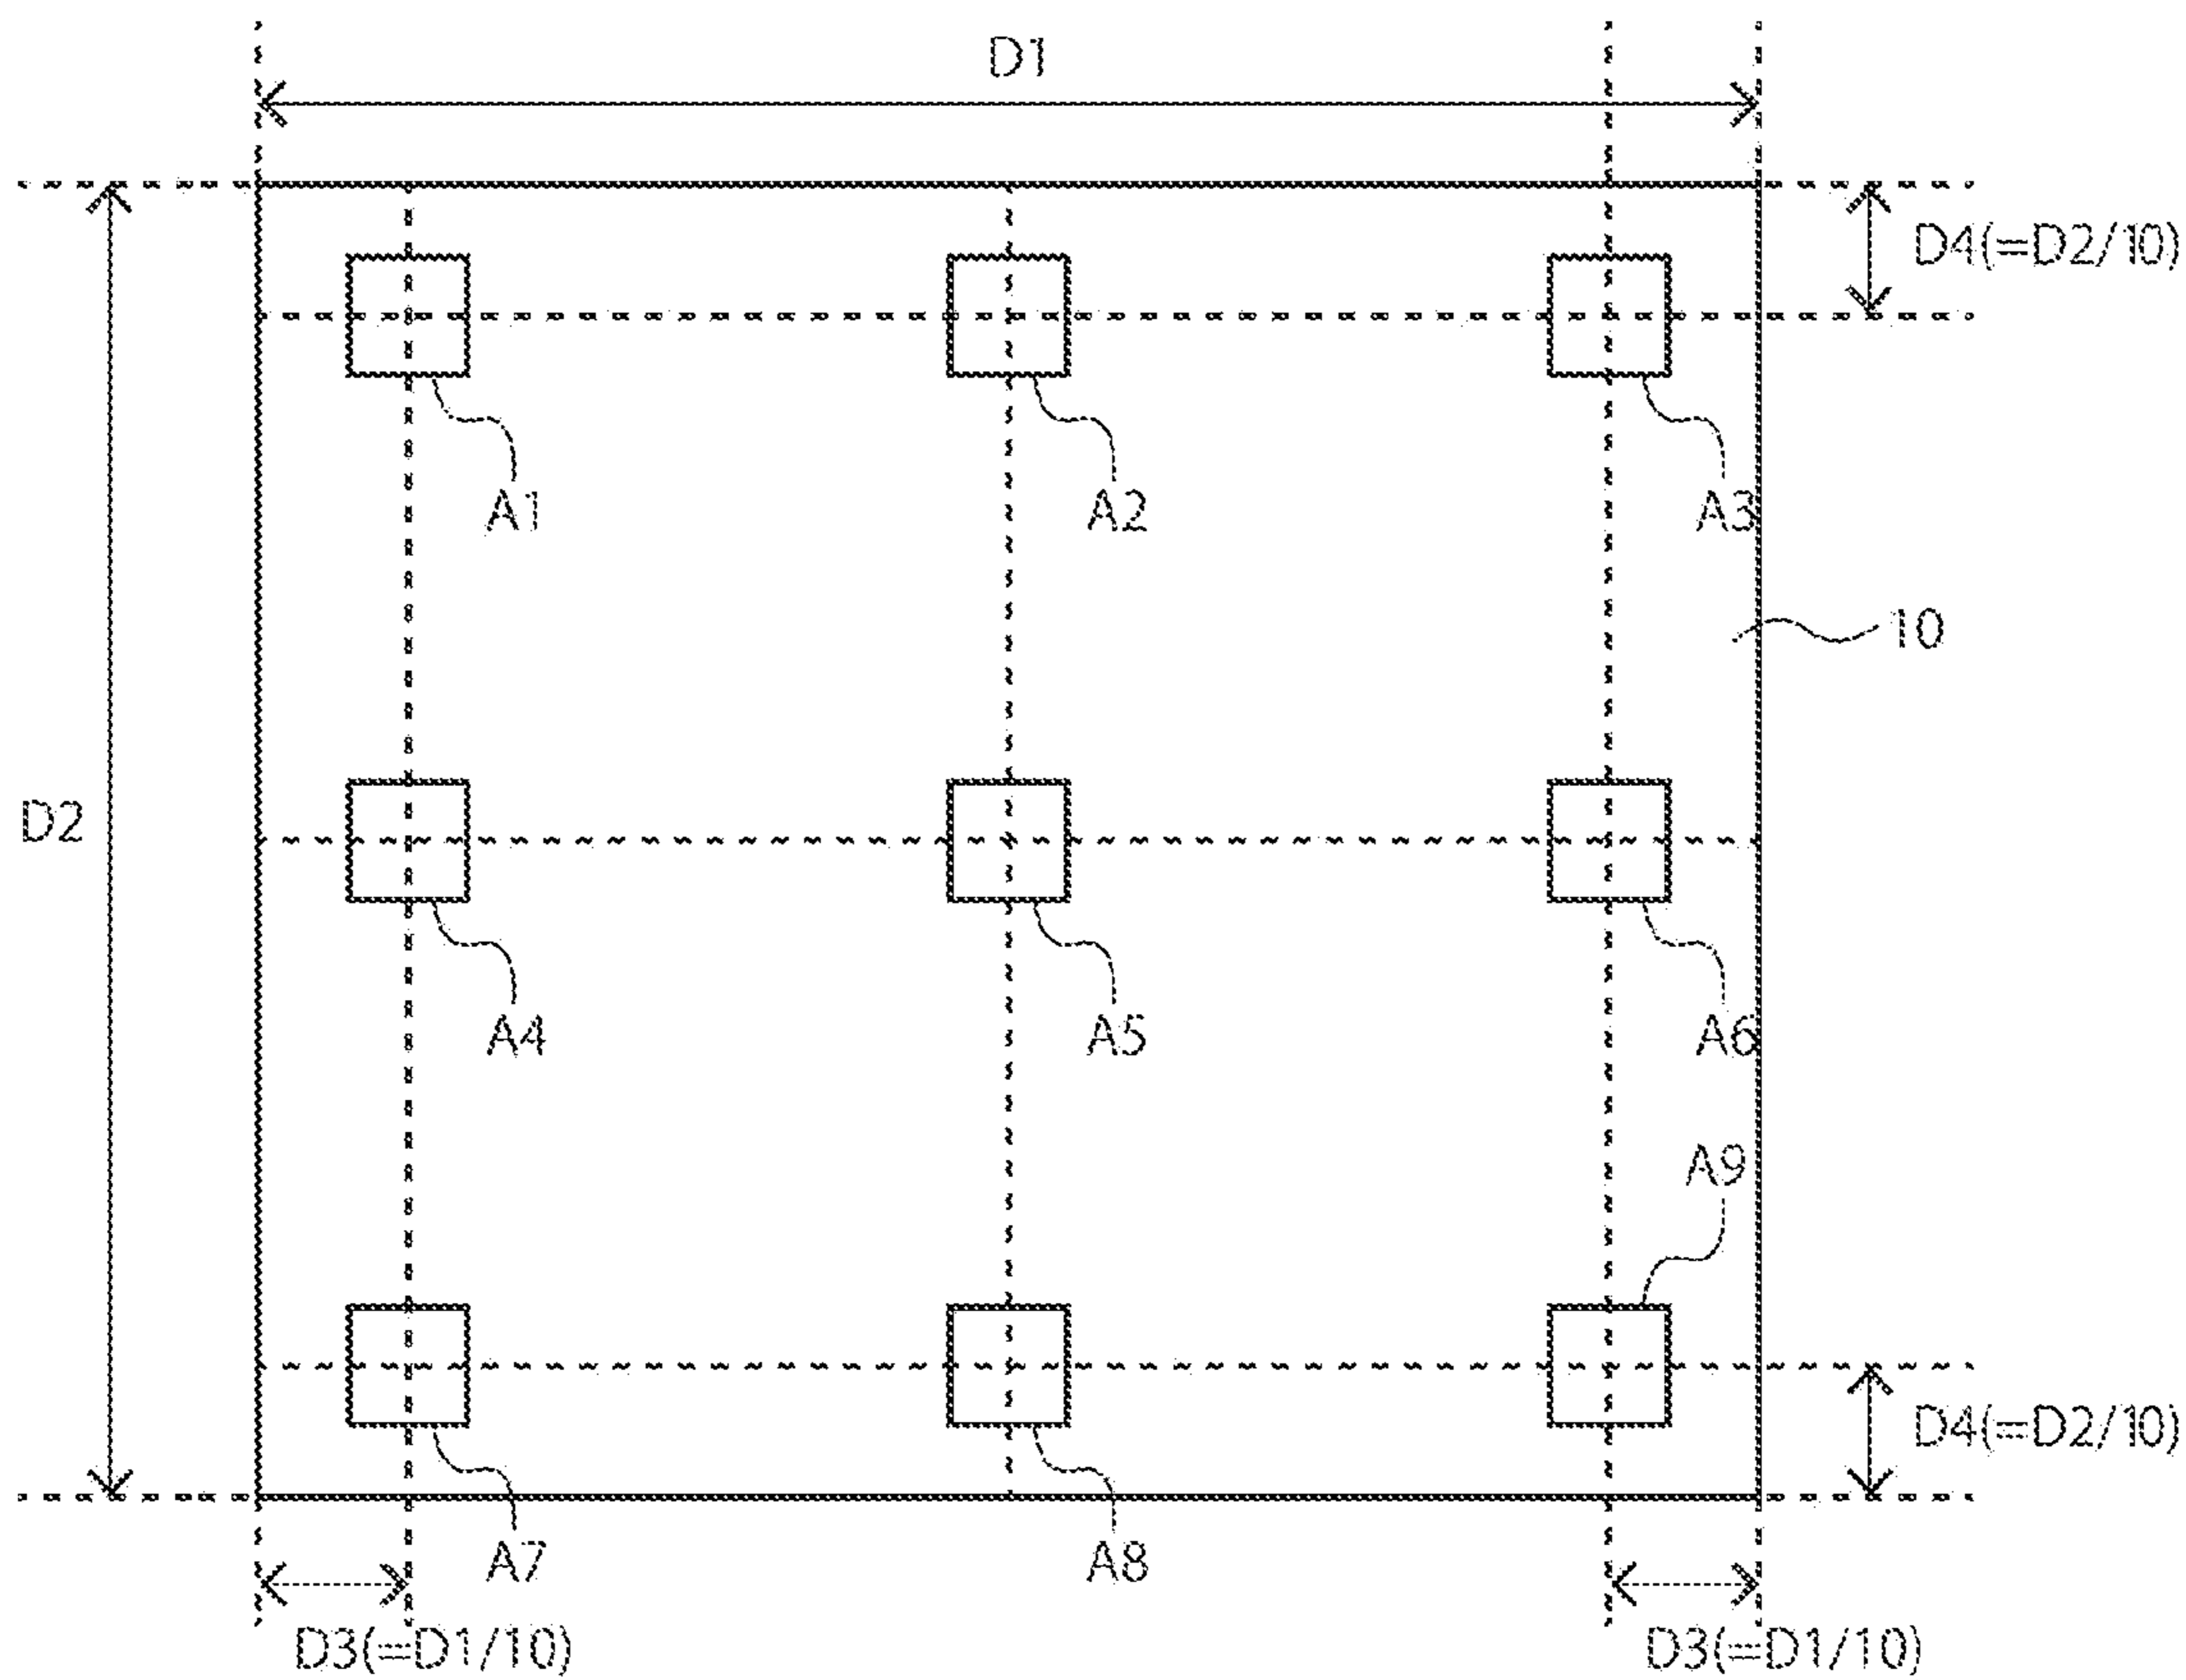 D1
D4(=D2/10)
A1
A2
A3
10
D2
A4
A5
A6
A9
D4(=D2/10)
A7
A8
D3(=D1/10)
D3(=D1/10)